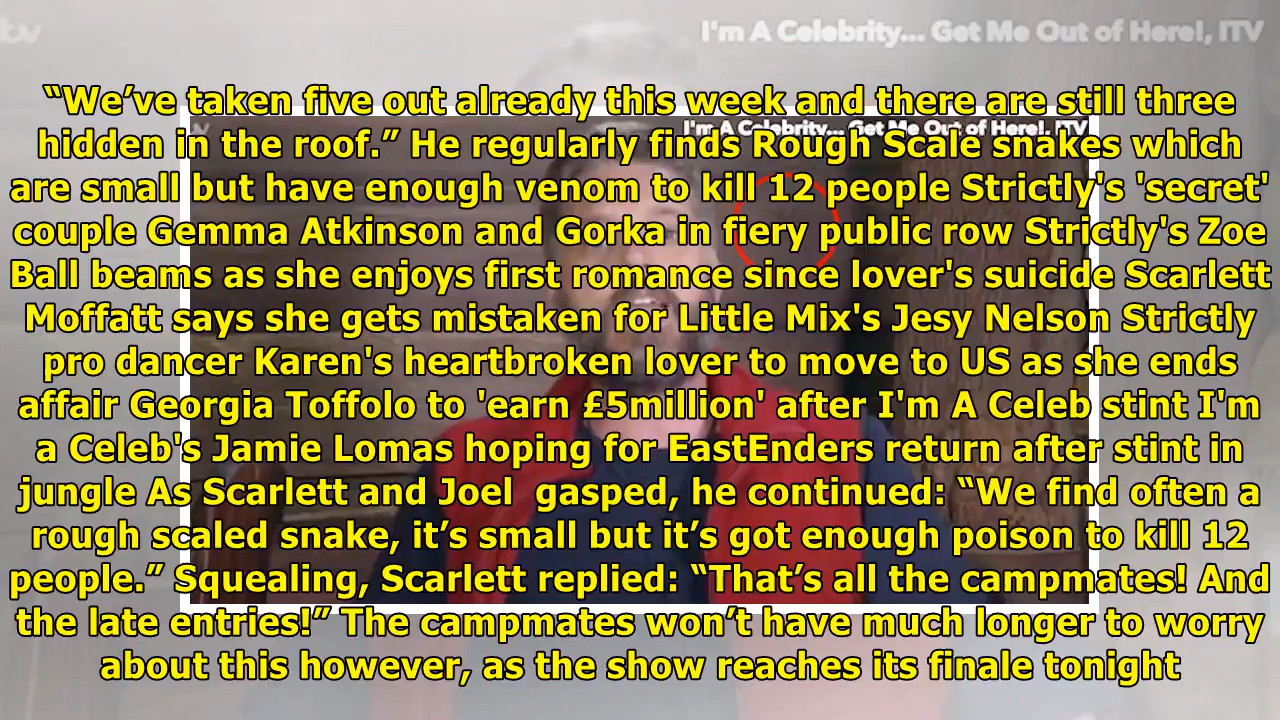 tv
I'm A Celebrity... Get Me Out of Here!, ITV
I'm A Celebrity... Get Me Out of Here!, ITV
“We’ve taken five out already this week and there are still three
hidden in the roof.” He regularly finds Rough Scale snakes which
are small but have enough venom to kill 12 people Strictly's 'secret'
couple Gemma Atkinson and Gorka in fiery public row Strictly's Zoe
Ball beams as she enjoys first romance since lover's suicide Scarlett
Moffatt says she gets mistaken for Little Mix's Jesy Nelson Strictly
pro dancer Karen's heartbroken lover to move to US as she ends
affair Georgia Toffolo to 'earn £5million' after I'm A Celeb stint I'm
a Celeb's Jamie Lomas hoping for EastEnders return after stint in
jungle As Scarlett and Joel  gasped, he continued: “We find often a
rough scaled snake, it’s small but it’s got enough poison to kill 12
people.” Squealing, Scarlett replied: “That’s all the campmates! And
the late entries!” The campmates won’t have much longer to worry
about this however, as the show reaches its finale tonight